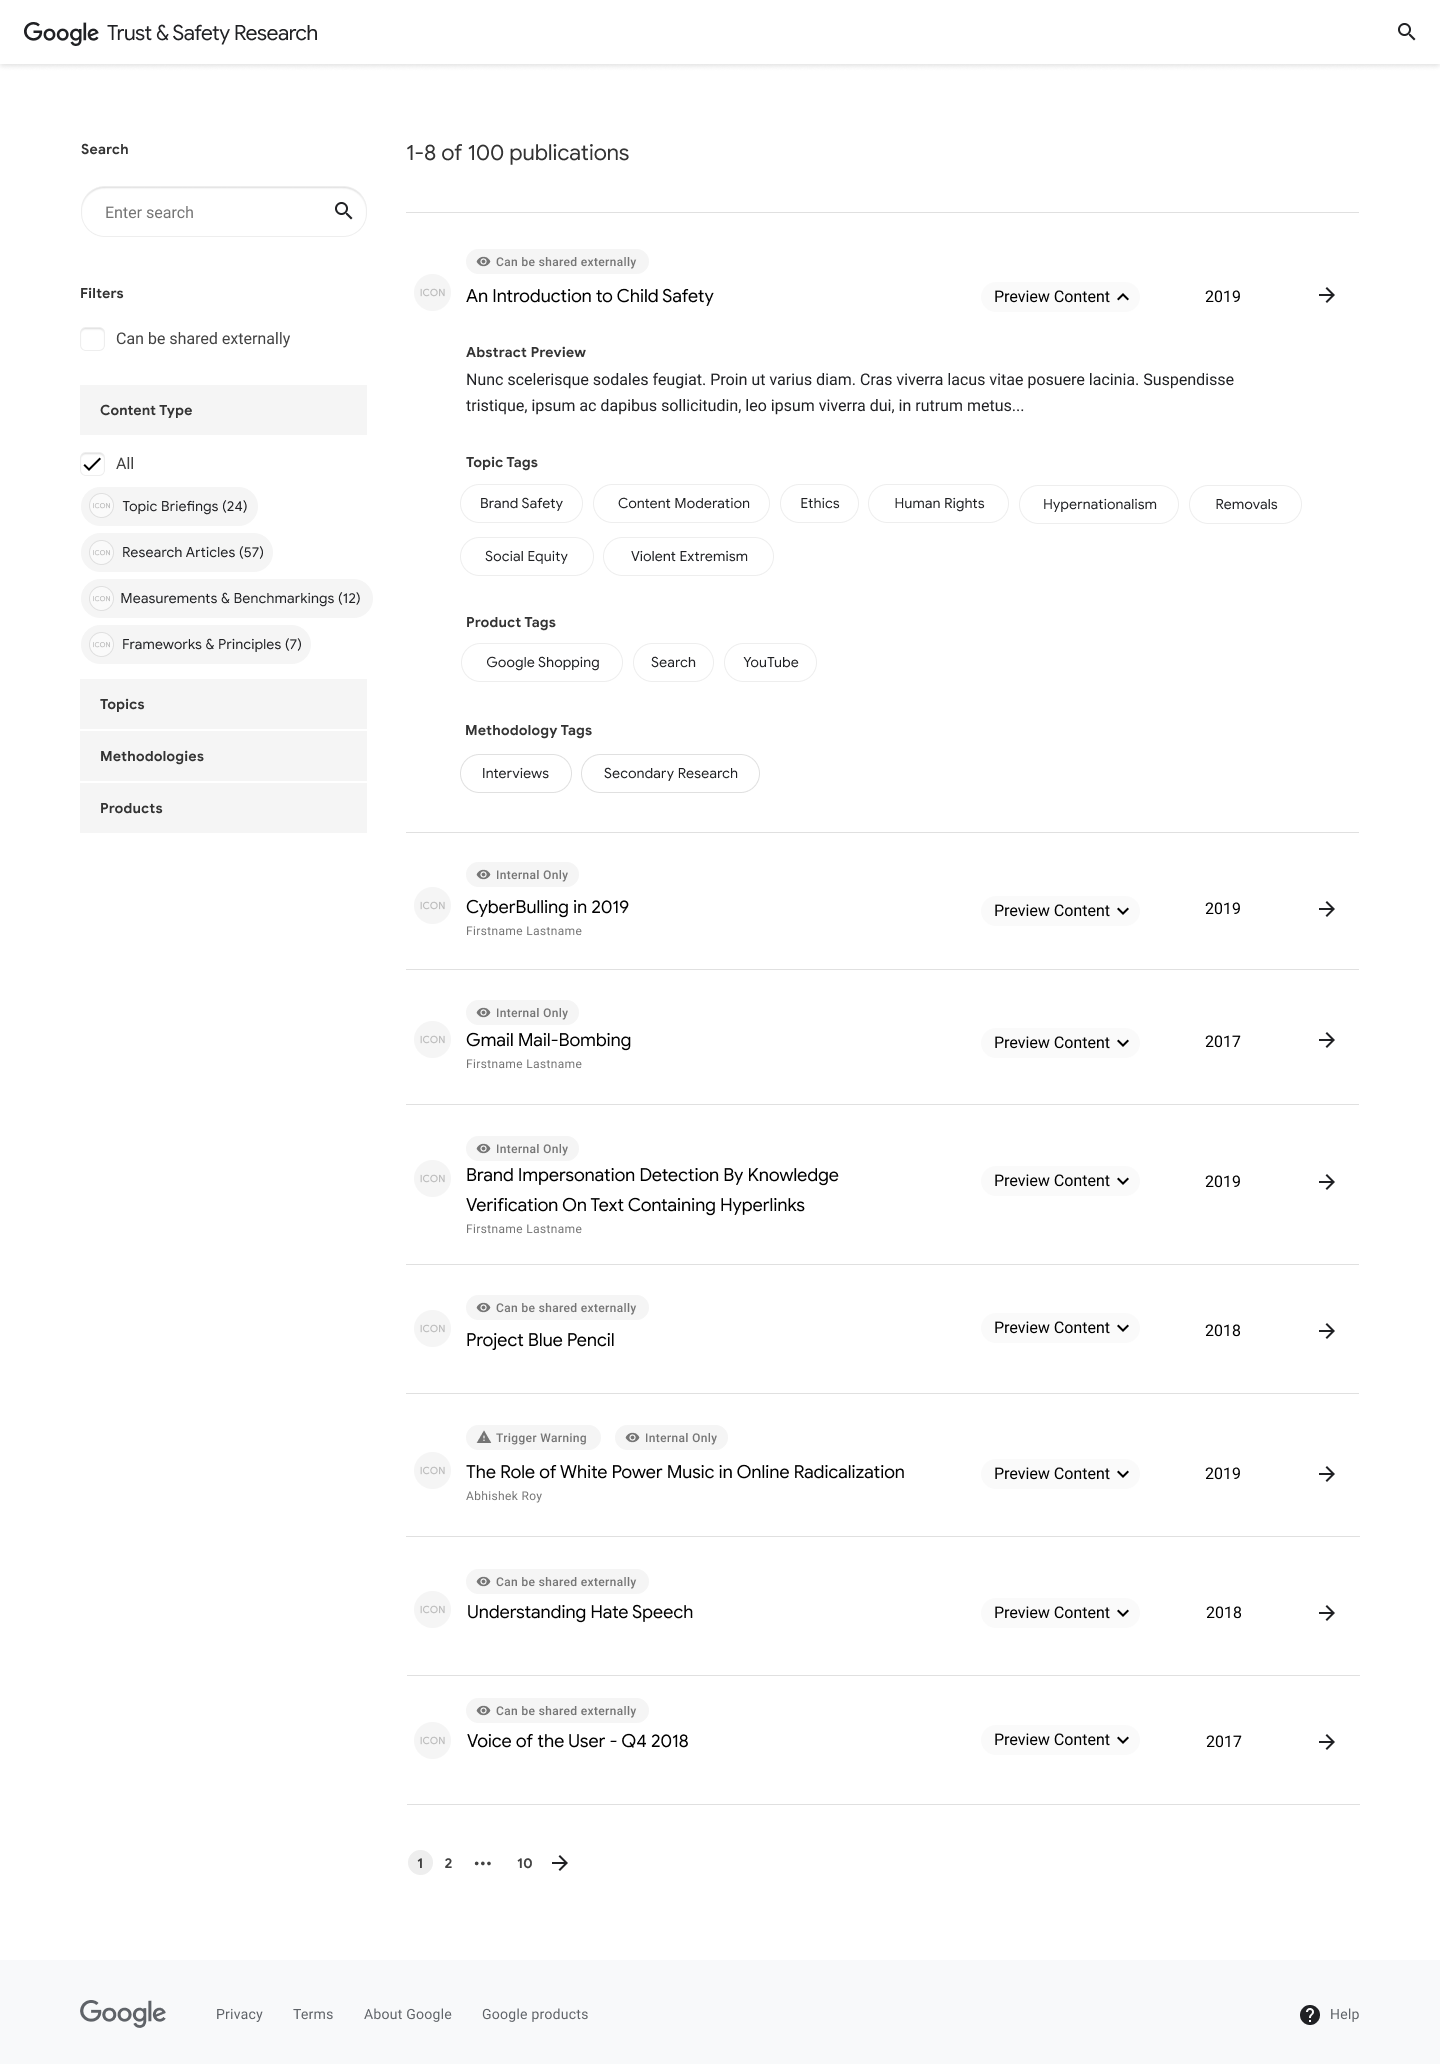 Google Trust & Safety Research
Search
Enter search
Filters
Can be shared externally
Content Type
All
ICON Topic Briefings (24)
ICON Research Articles (57)
ICON Measurements & Benchmarkings (12)
ICON Frameworks & Principles (7)
Topics
Methodologies
Products
1-8 of 100 publications
Can be shared externally
ICON An Introduction to Child Safety Preview Content 2019
Abstract Preview
Nunc scelerisque sodales feugiat. Proin ut varius diam. Cras viverra lacus vitae posuere lacinia. Suspendisse
tristique, ipsum ac dapibus sollicitudin, leo ipsum viverra dui, in rutrum metus...
Topic Tags
Brand Safety Content Moderation Ethics Human Rights Hypernationalism Removals
Social Equity Violent Extremism
Product Tags
Google Shopping Search YouTube
Methodology Tags
Interviews Secondary Research
Internal Only
ICON CyberBulling in 2019 Preview Content 2019
Firstname Lastname
Internal Only
ICON Gmail Mail-Bombing Preview Content 2017
Firstname Lastname
Internal Only
ICON Brand Impersonation Detection By Knowledge Preview Content 2019
Verification On Text Containing Hyperlinks
Firstname Lastname
Can be shared externally
ICON Project Blue Pencil Preview Content 2018
Trigger Warning Internal Only
ICON The Role of White Power Music in Online Radicalization Preview Content 2019
Abhishek Roy
Can be shared externally
ICON Understanding Hate Speech Preview Content 2018
Can be shared externally
ICON Voice of the User - Q4 2018 Preview Content 2017
1 2 ••• 10
Google Privacy Terms About Google Google products Help